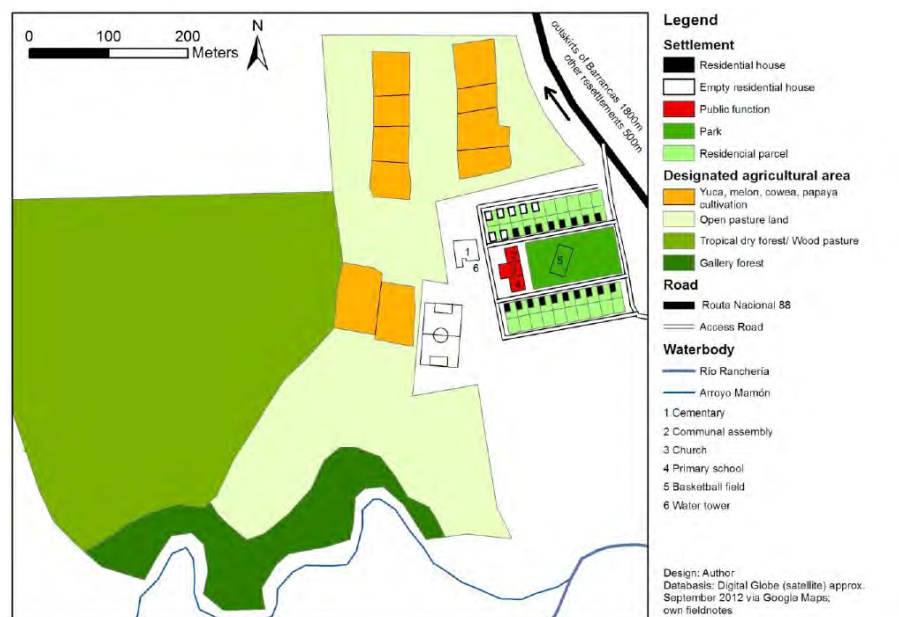 0 100 200
Meters
N
outskirts of Barrancas 1800m
other resettlements 500m
1
6
5
4
Legend
Settlement
Residential house
Empty residential house
Public function
Park
Residencial parcel
Designated agricultural area
Yuca, melon, cowea, papaya
cultivation
Open pasture land
Tropical dry forest/ Wood pasture
Gallery forest
Road
Routa Nacional 88
Access Road
Waterbody
Río Ranchería
Arroyo Mamón
1 Cementary
2 Communal assembly
3 Church
4 Primary school
5 Basketball field
6 Water tower
Design: Author
Databasis: Digital Globe (satellite) approx.
September 2012 via Google Maps;
own fieldnotes